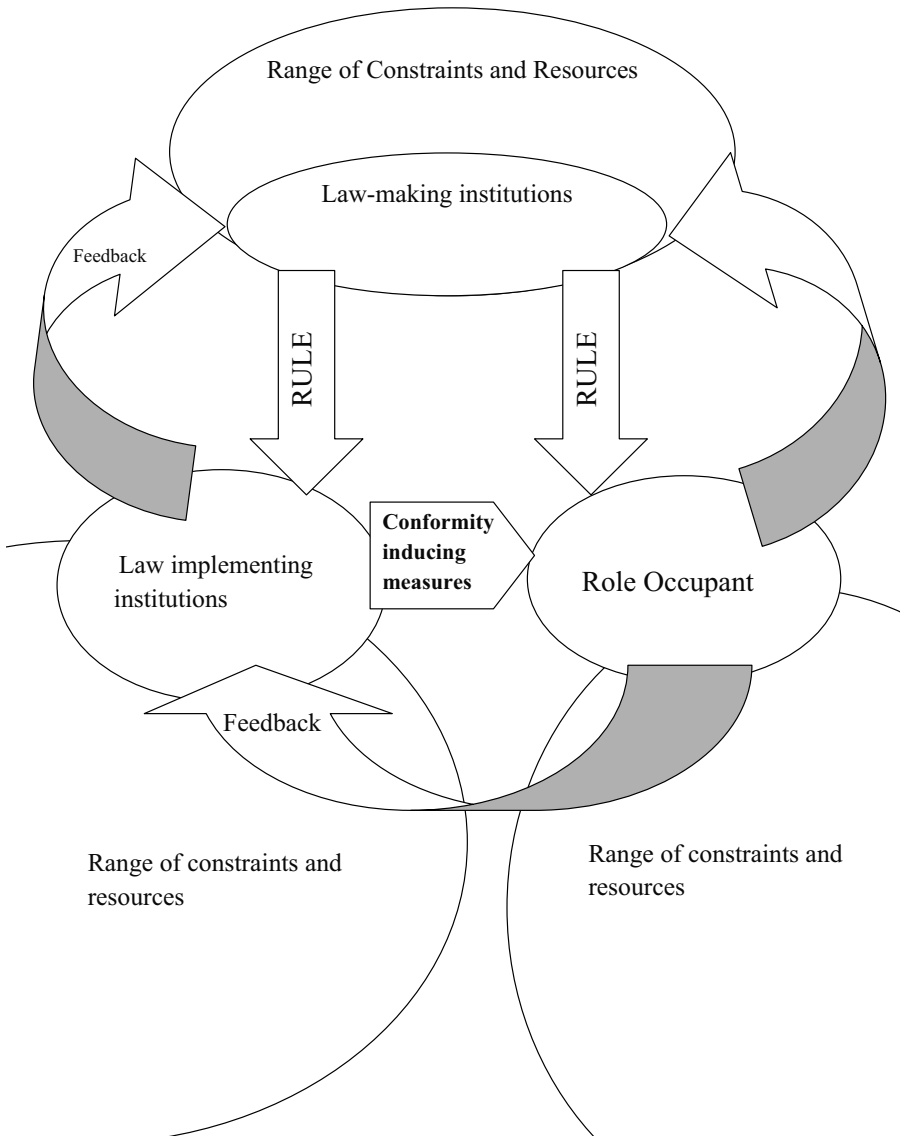 Range of Constraints and Resources
Law-making institutions
Feedback
RULE
RULE
Conformity
inducing
measures
Law implementing
institutions
Role Occupant
Feedback
Range of constraints and
resources
Range of constraints and
resources